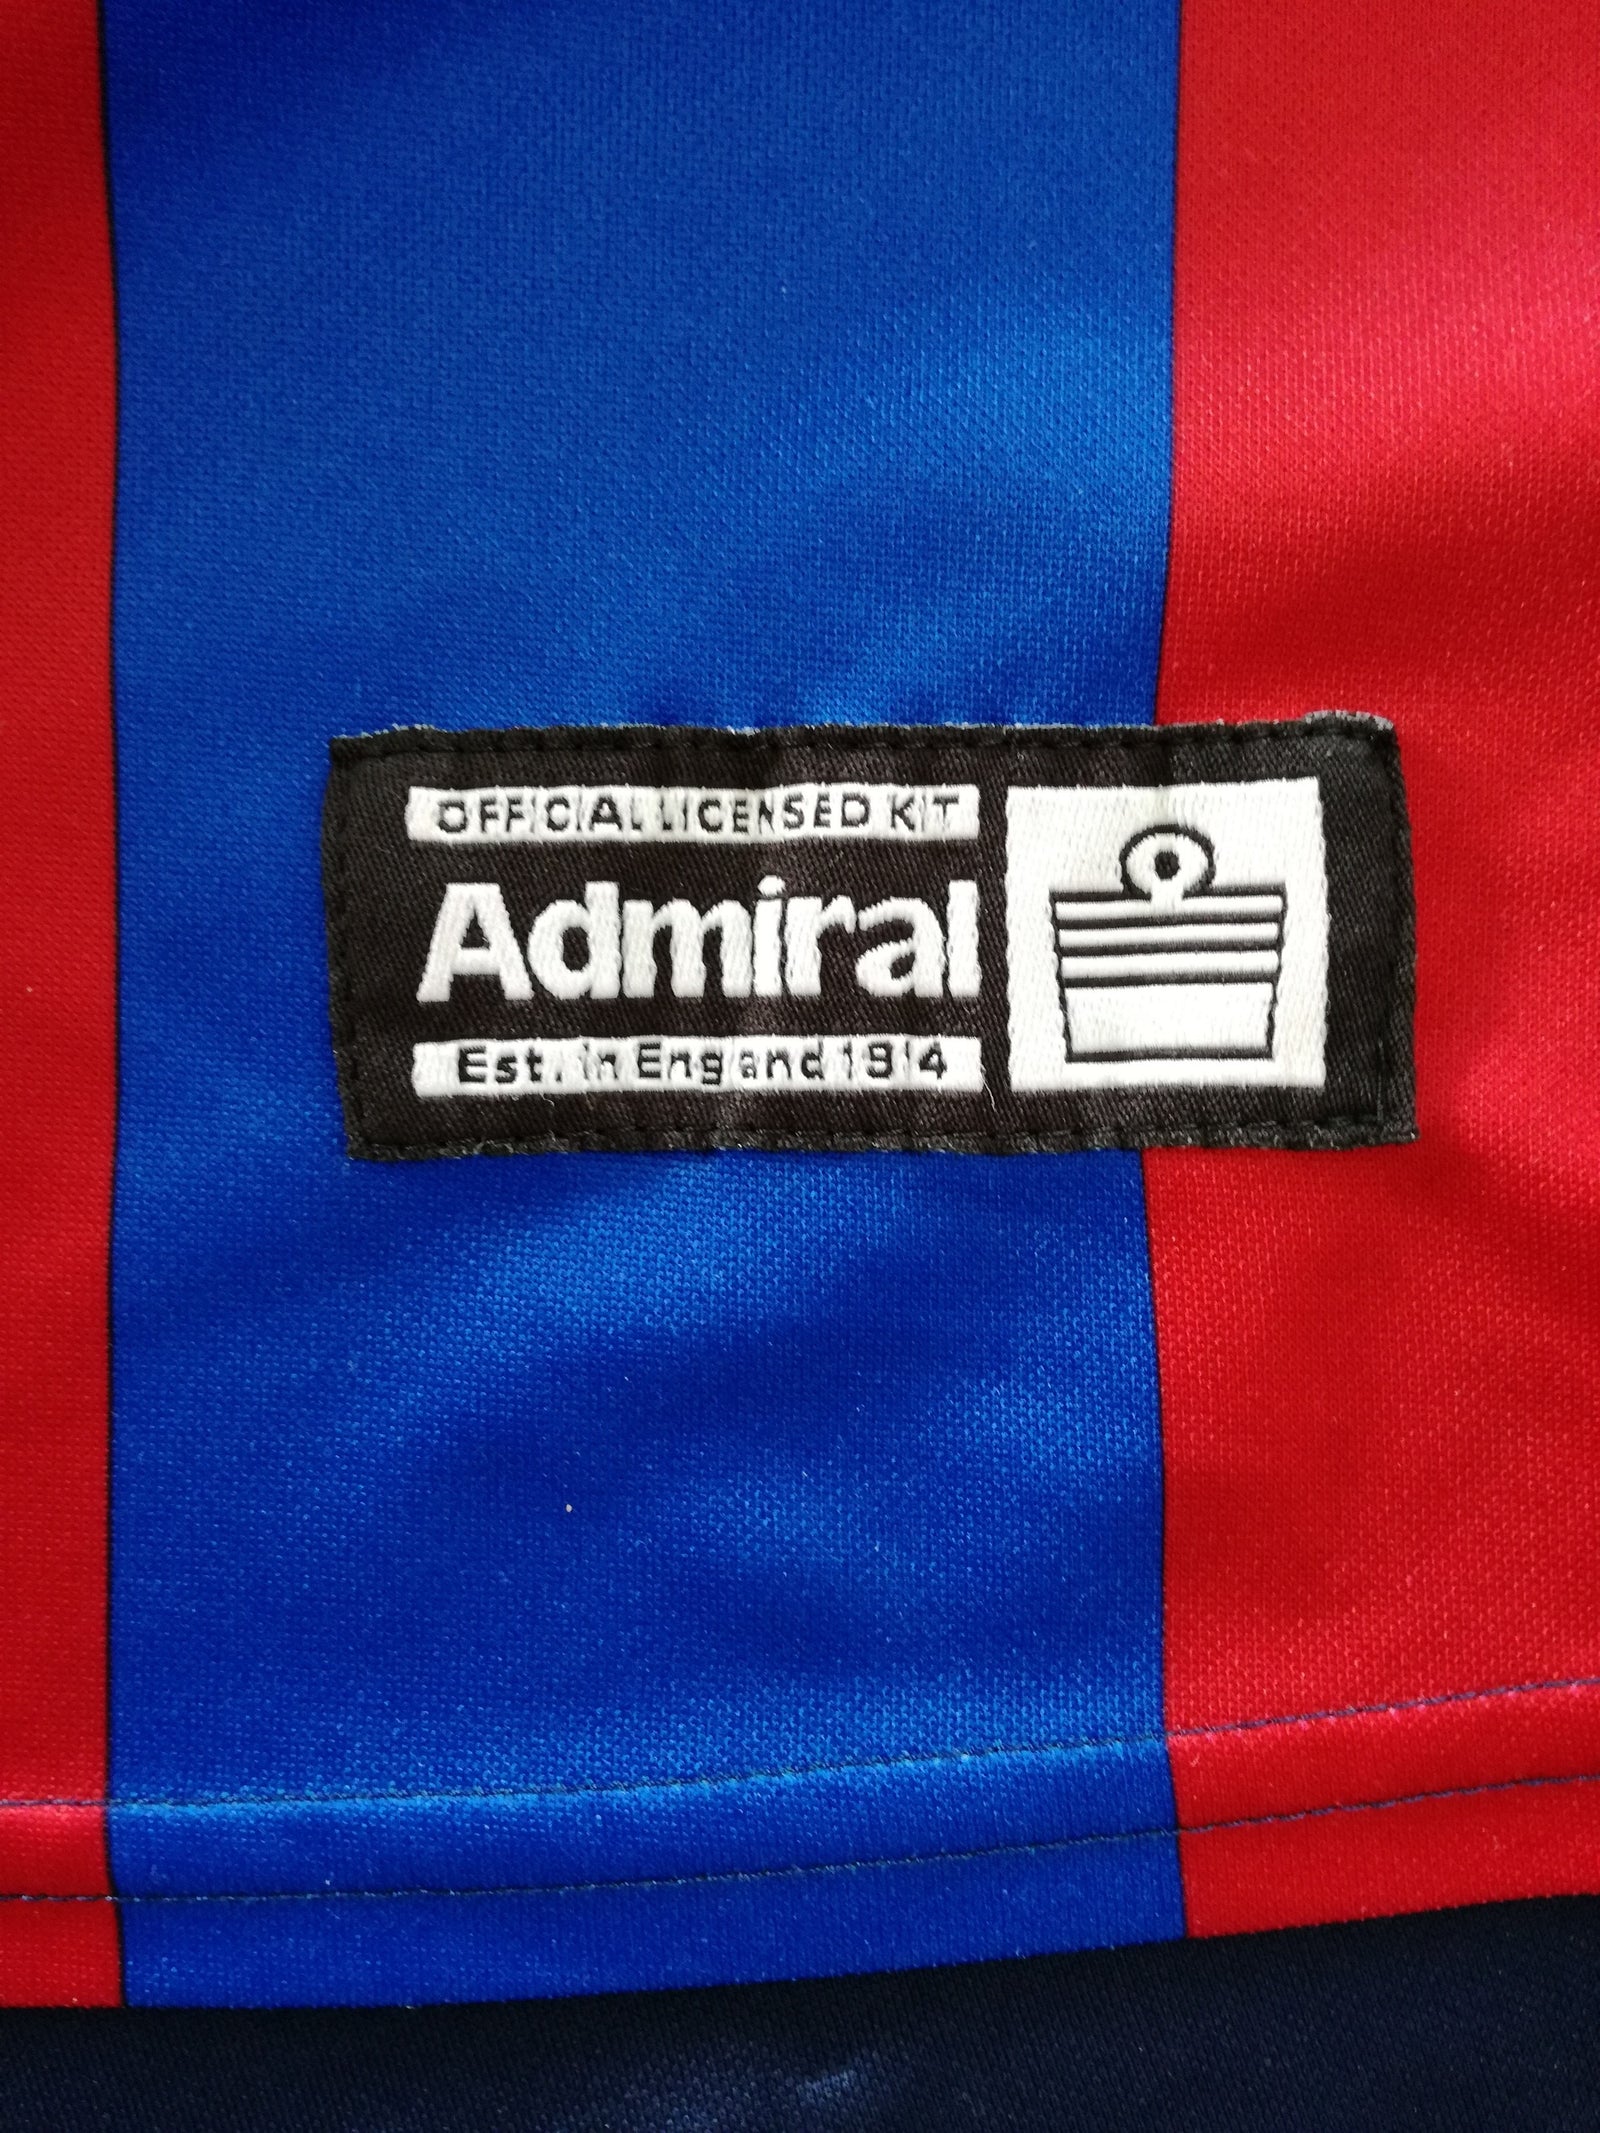 OFFICIAL LICENSED KIT
Admiral
Est. in England 1914